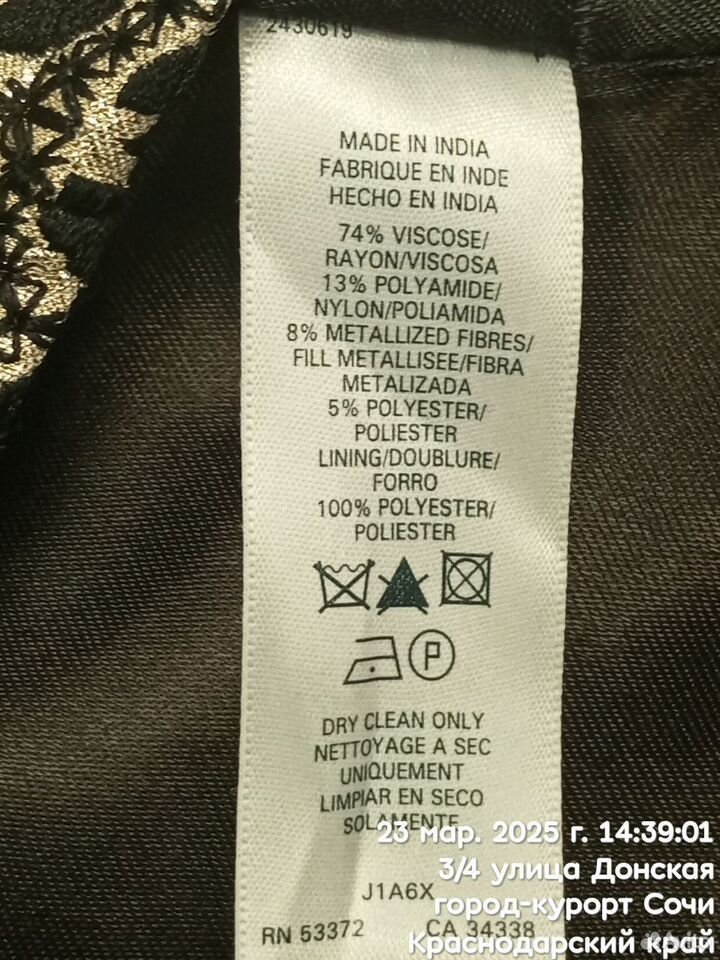 2430619
MADE IN INDIA
FABRIQUE EN INDE
HECHO EN INDIA
74% VISCOSE/
RAYON/VISCOSA
13% POLYAMIDE/
NYLON/POLIAMIDA
8% METALLIZED FIBRES/
FILL METALLISEE/FIBRA
METALIZADA
5% POLYESTER/
POLIESTER
LINING/DOUBLURE/
FORRO
100% POLYESTER/
POLIESTER
P
DRY CLEAN ONLY
NETTOYAGE A SEC
UNIQUEMENT
LIMPIAR EN SECO
SOLAMENTE
23 мар. 2025 г. 14:39:01
3/4 улица Донская
J1A6X
город-курорт Сочи
RN 53372 CA 34338
Краснодарский край